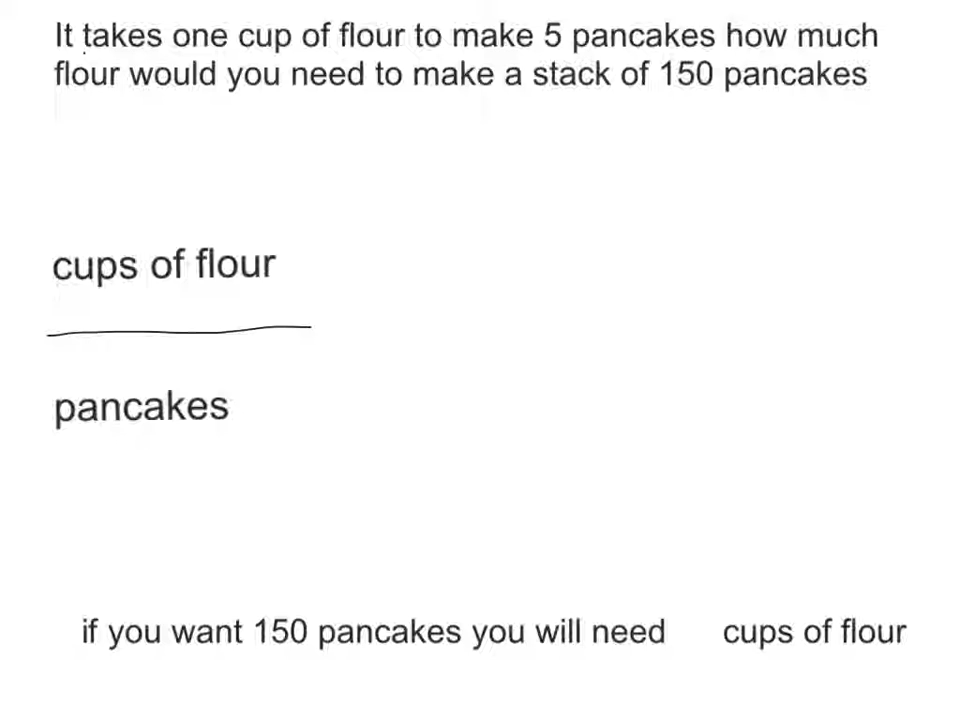 It takes one cup of flour to make 5 pancakes how much
flour would you need to make a stack of 150 pancakes
cups of flour
pancakes
if you want 150 pancakes you will need cups of flour